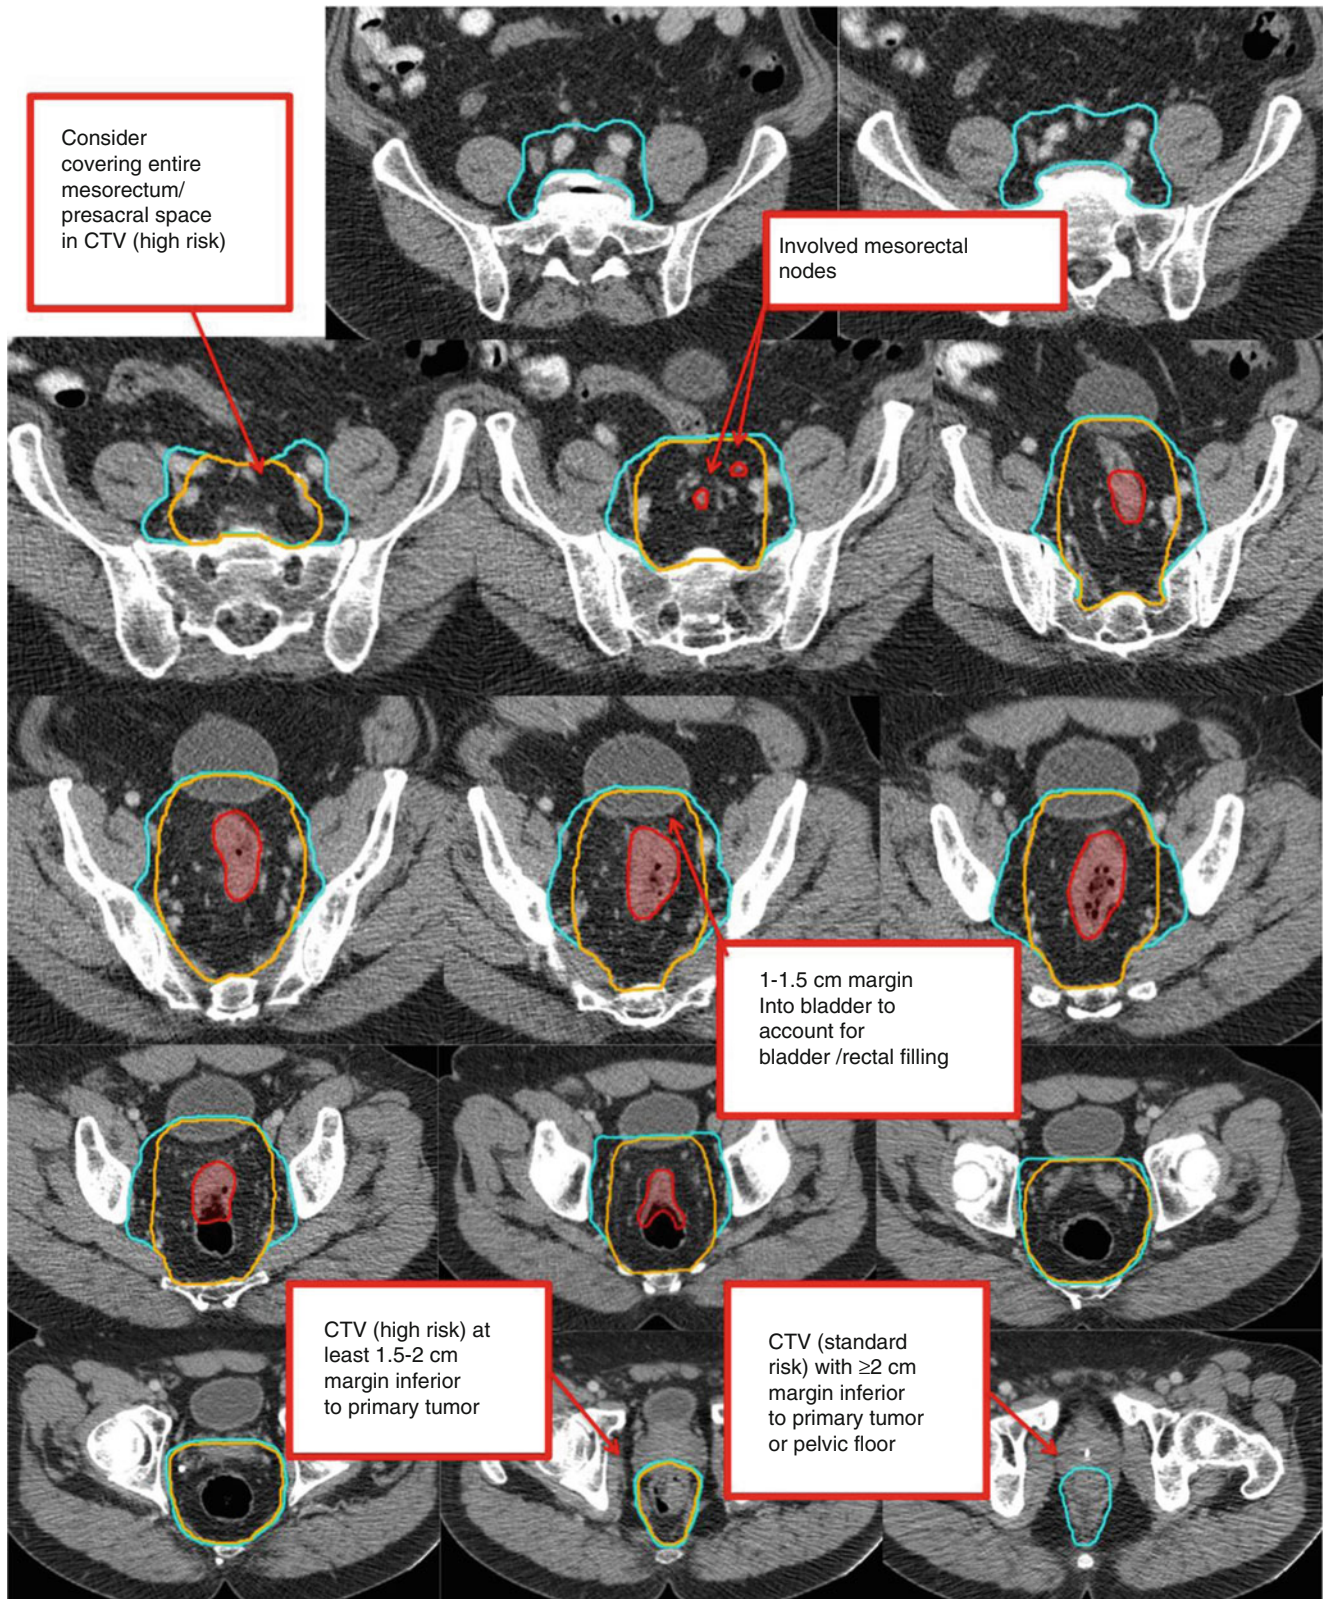 Consider
covering entire
mesorectum/
presacral space
in CTV (high risk)
Involved mesorectal
nodes
1-1.5 cm margin
Into bladder to
account for
bladder /rectal filling
CTV (high risk) at
least 1.5-2 cm
margin inferior
to primary tumor
CTV (standard
risk) with ≥2 cm
margin inferior
to primary tumor
or pelvic floor